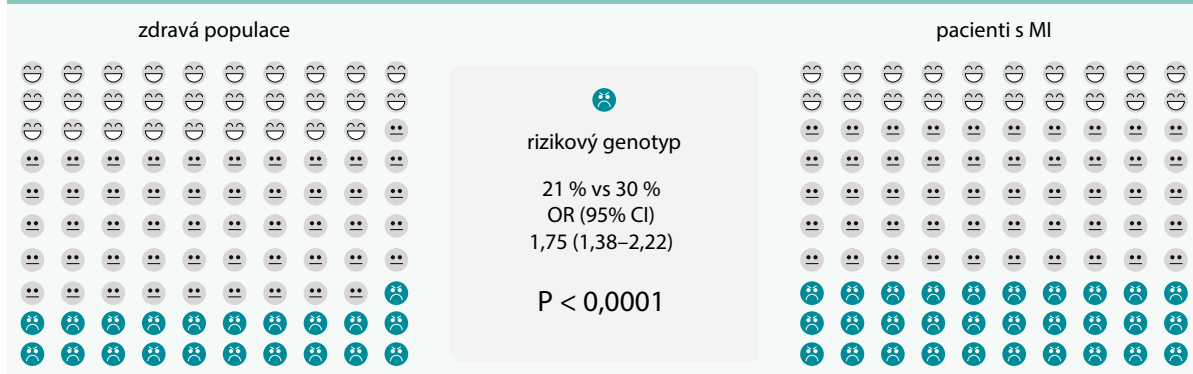 zdravá populace
pacienti s MI
rizikový genotyp
21 % vs 30 %
OR (95% CI)
1,75 (1,38–2,22)
P < 0,0001